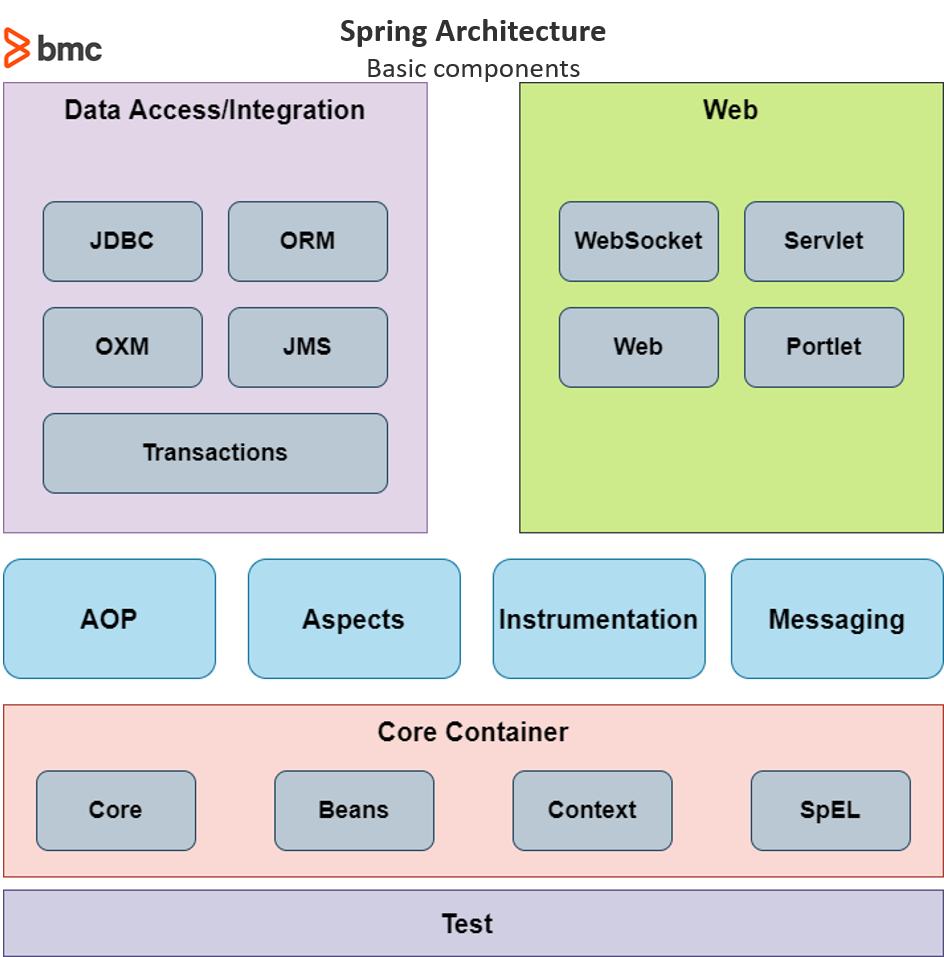 bmc
Spring Architecture
Basic components
Data Access/Integration
JDBC
ORM
OXM
JMS
Transactions
Web
WebSocket
Servlet
Web
Portlet
AOP
Aspects
Instrumentation
Messaging
Core Container
Core
Beans
Context
SpEL
Test